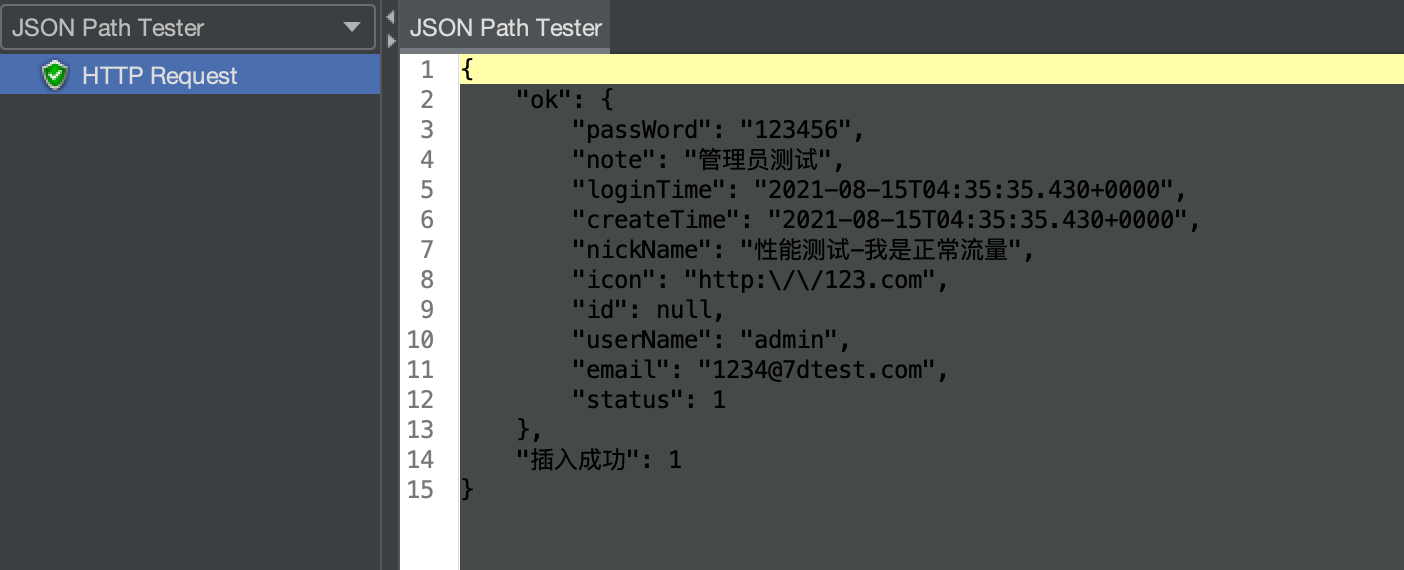 JSON Path Tester
HTTP Request
JSON Path Tester
1 {
2 "ok": {
3 "passWord": "123456",
4 "note": "管理员测试",
5 "loginTime": "2021-08-15T04:35:35.430+0000",
6 "createTime": "2021-08-15T04:35:35.430+0000",
7 "nickName": "性能测试-我是正常流量",
8 "icon": "http:\/\/123.com",
9 "id": null,
10 "userName": "admin",
11 "email": "1234@7dtest.com",
12 "status": 1
13 },
14 "插入成功": 1
15 }